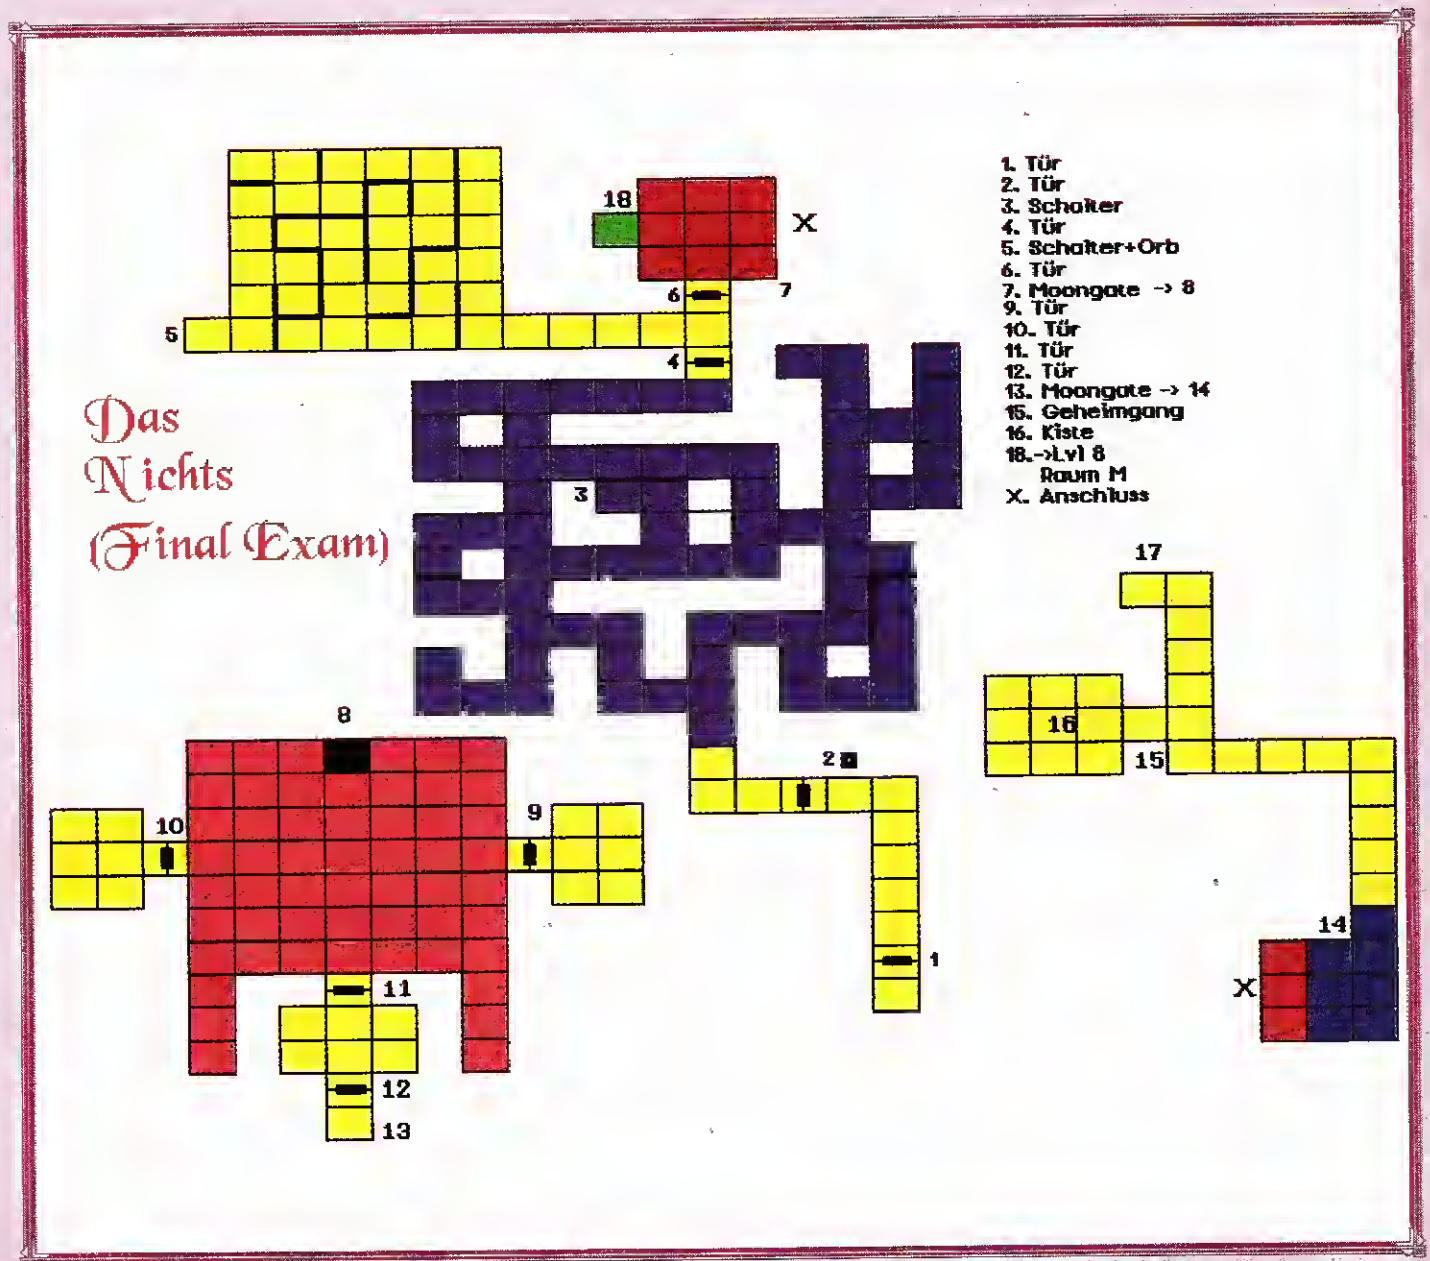 Das
Nichts
(Final Exam)
1. Tür
2. Tür
3. Schalter
4. Tür
5. Schalter+Orb
6. Tür
7. Moongate -> 8
9. Tür
10. Tür
11. Tür
12. Tür
13. Moongate -> 14
15. Geheimgang
16. Kiste
18.->Lvl 8
Raum M
X. Anschluss
18
X
6
7
5
4
3
17
16
15
8
2
10
9
14
1
X
11
12
13